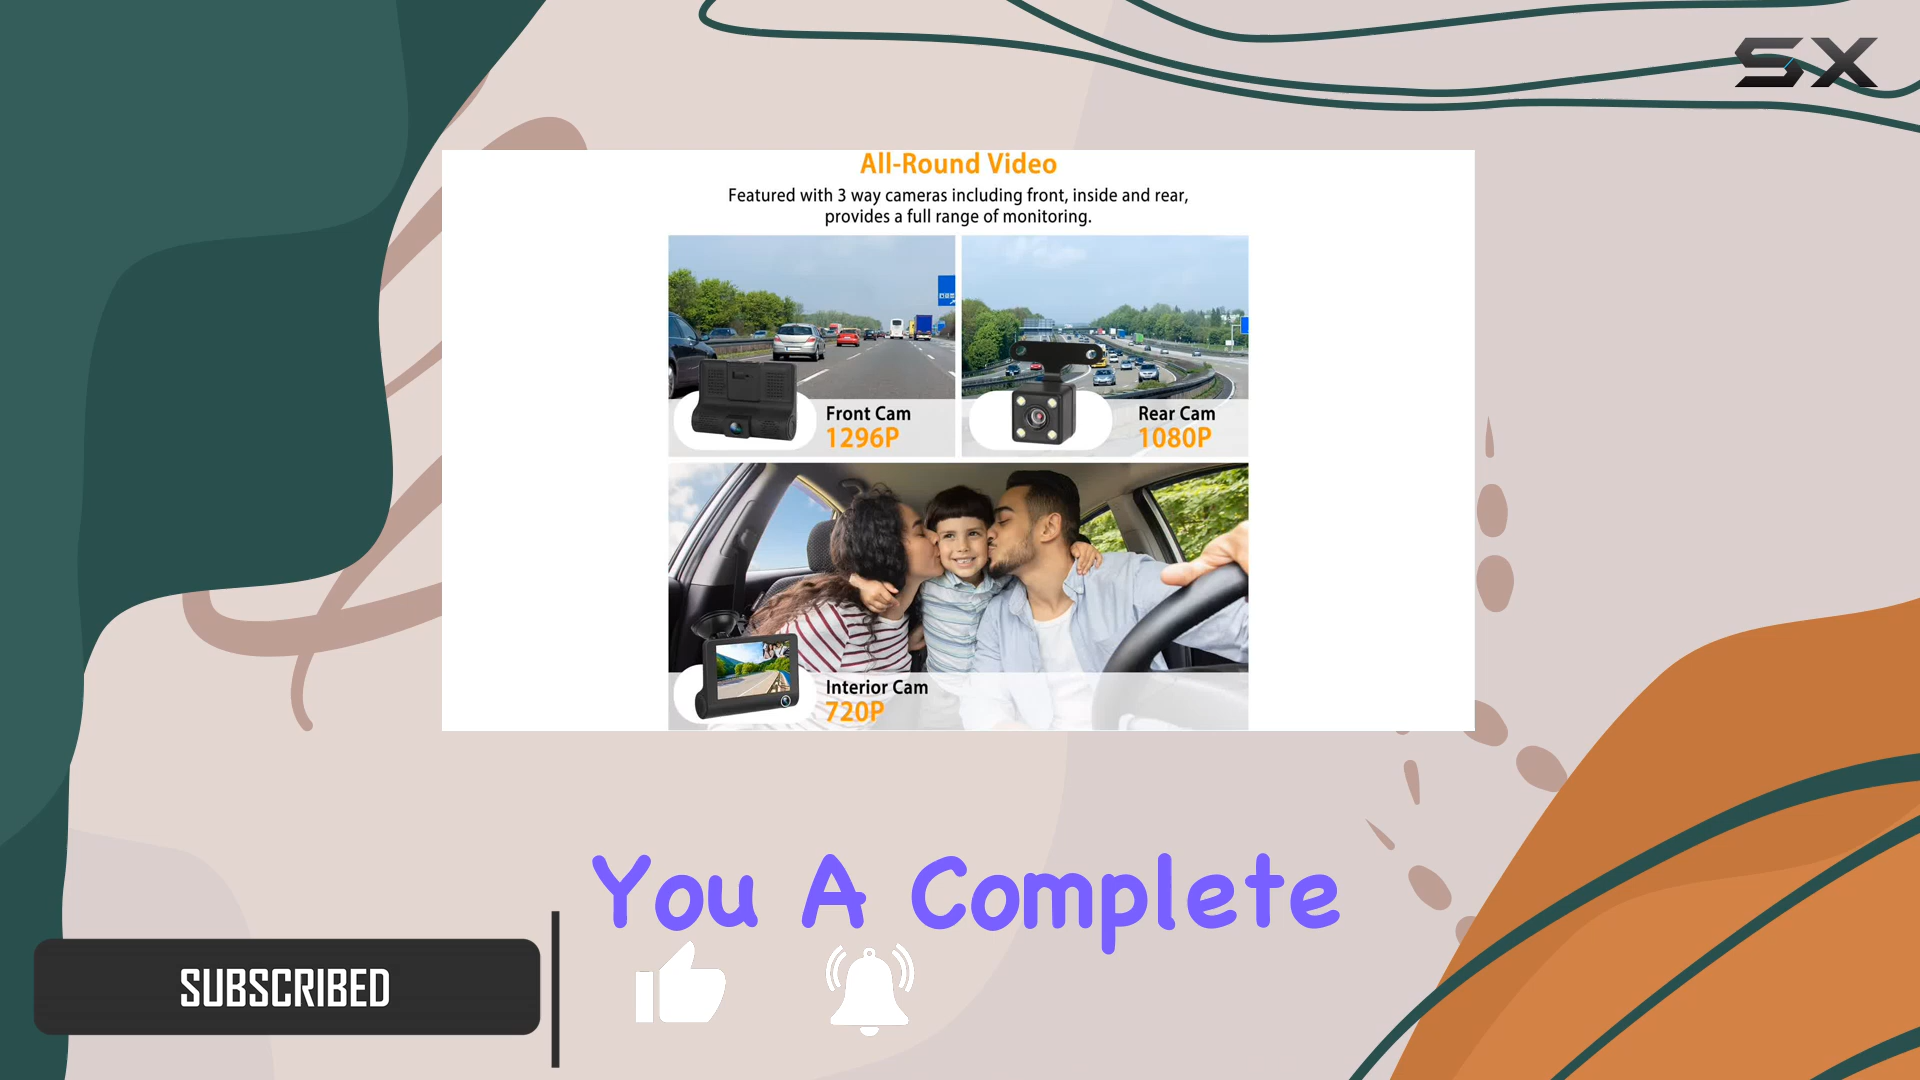 SX
All-Round Video
Featured with 3 way cameras including front, inside and rear,
provides a full range of monitoring.
Front Cam
1296P
Rear Cam
1080P
Interior Cam
720P
You A Complete
SUBSCRIBED